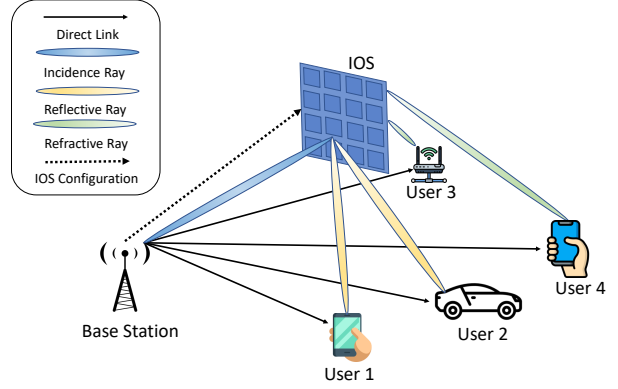 Direct Link
Incidence Ray
Reflective Ray
Refractive Ray
IOS Configuration
IOS
User 3
User 4
Base Station
User 2
User 1